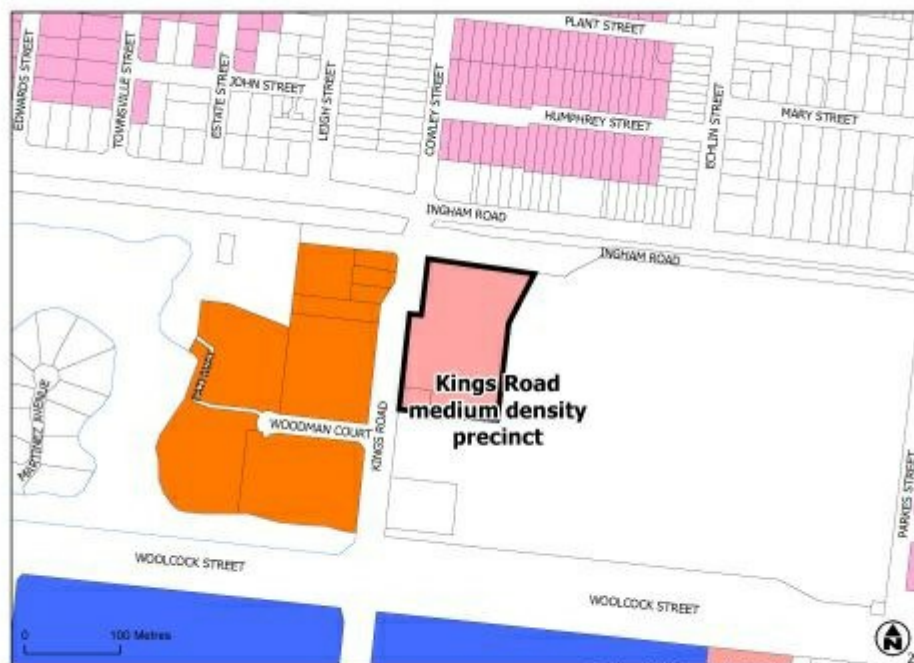 PLANT STREET
EDWARDS STREET
TOWNSVILLE STREET
ESTATE STREET
JOHN STREET
LEIGH STREET
COWLEY STREET
HUMPHREY STREET
ECHLIN STREET
MARY STREET
INGHAM ROAD
INGHAM ROAD
Kings Road
medium density
precinct
MARTINEZ AVENUE
WOODMAN COURT
KINGS ROAD
PARKES STREET
WOOLCOCK STREET
WOOLCOCK STREET
0 100 Metres
N